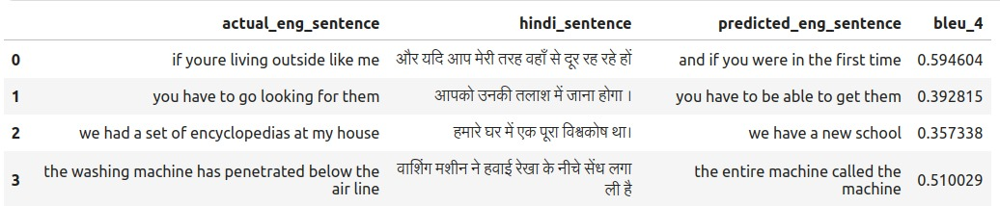 actual_eng_sentence hindi_sentence predicted_eng_sentence bleu_4
0 if youre living outside like me और यदि आप मेरी तरह वहाँ से दूर रह रहे हों and if you were in the first time 0.594604
1 you have to go looking for them आपको उनकी तलाश में जाना होगा । you have to be able to get them 0.392815
2 we had a set of encyclopedias at my house हमारे घर में एक पूरा विश्वकोष था। we have a new school 0.357338
3 the washing machine has penetrated below the वाशिंग मशीन ने हवाई रेखा के नीचे सेंध लगा the entire machine called the 0.510029
air line ली है machine